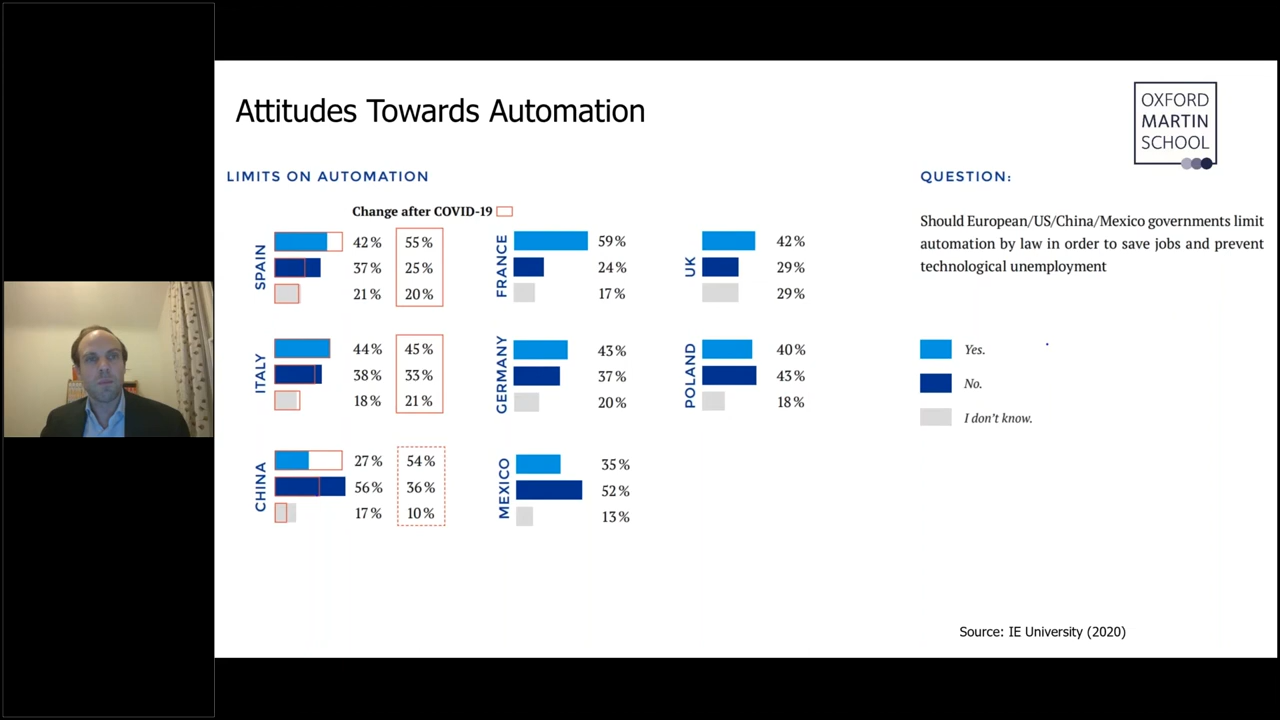 Attitudes Towards Automation
OXFORD
MARTIN
SCHOOL
LIMITS ON AUTOMATION
Change after COVID-19
SPAIN
42% 55%
37% 25%
21% 20%
FRANCE
59%
24%
17%
UK
42%
29%
29%
ITALY
44% 45%
38% 33%
18% 21%
GERMANY
43%
37%
20%
POLAND
40%
43%
18%
CHINA
27% 54%
56% 36%
17% 10%
MEXICO
35%
52%
13%
QUESTION:
Should European/US/China/Mexico governments limit
automation by law in order to save jobs and prevent
technological unemployment
Yes.
No.
I don't know.
Source: IE University (2020)